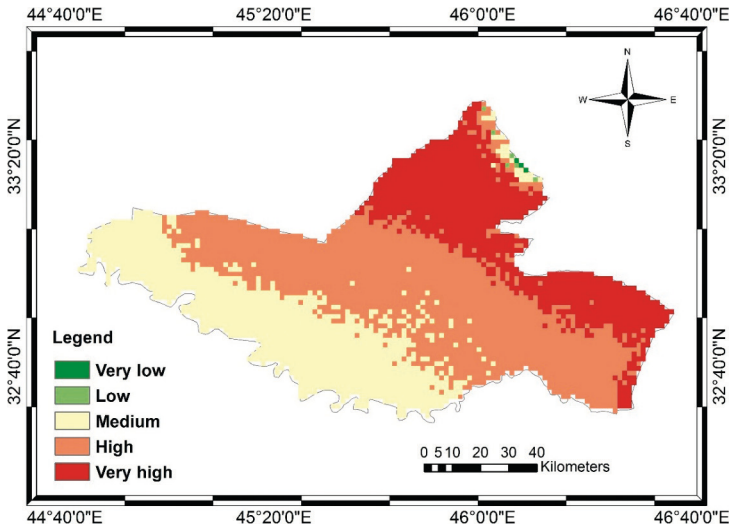 44°40'0"E 45°20'0"E 46°0'0"E 46°40'0"E
N
W E
S
33°20'0"N 33°20'0"N
32°40'0"N 32°40'0"N
Legend
Very low
Low
Medium
High
Very high
0 5 10 20 30 40
Kilometers
44°40'0"E 45°20'0"E 46°0'0"E 46°40'0"E